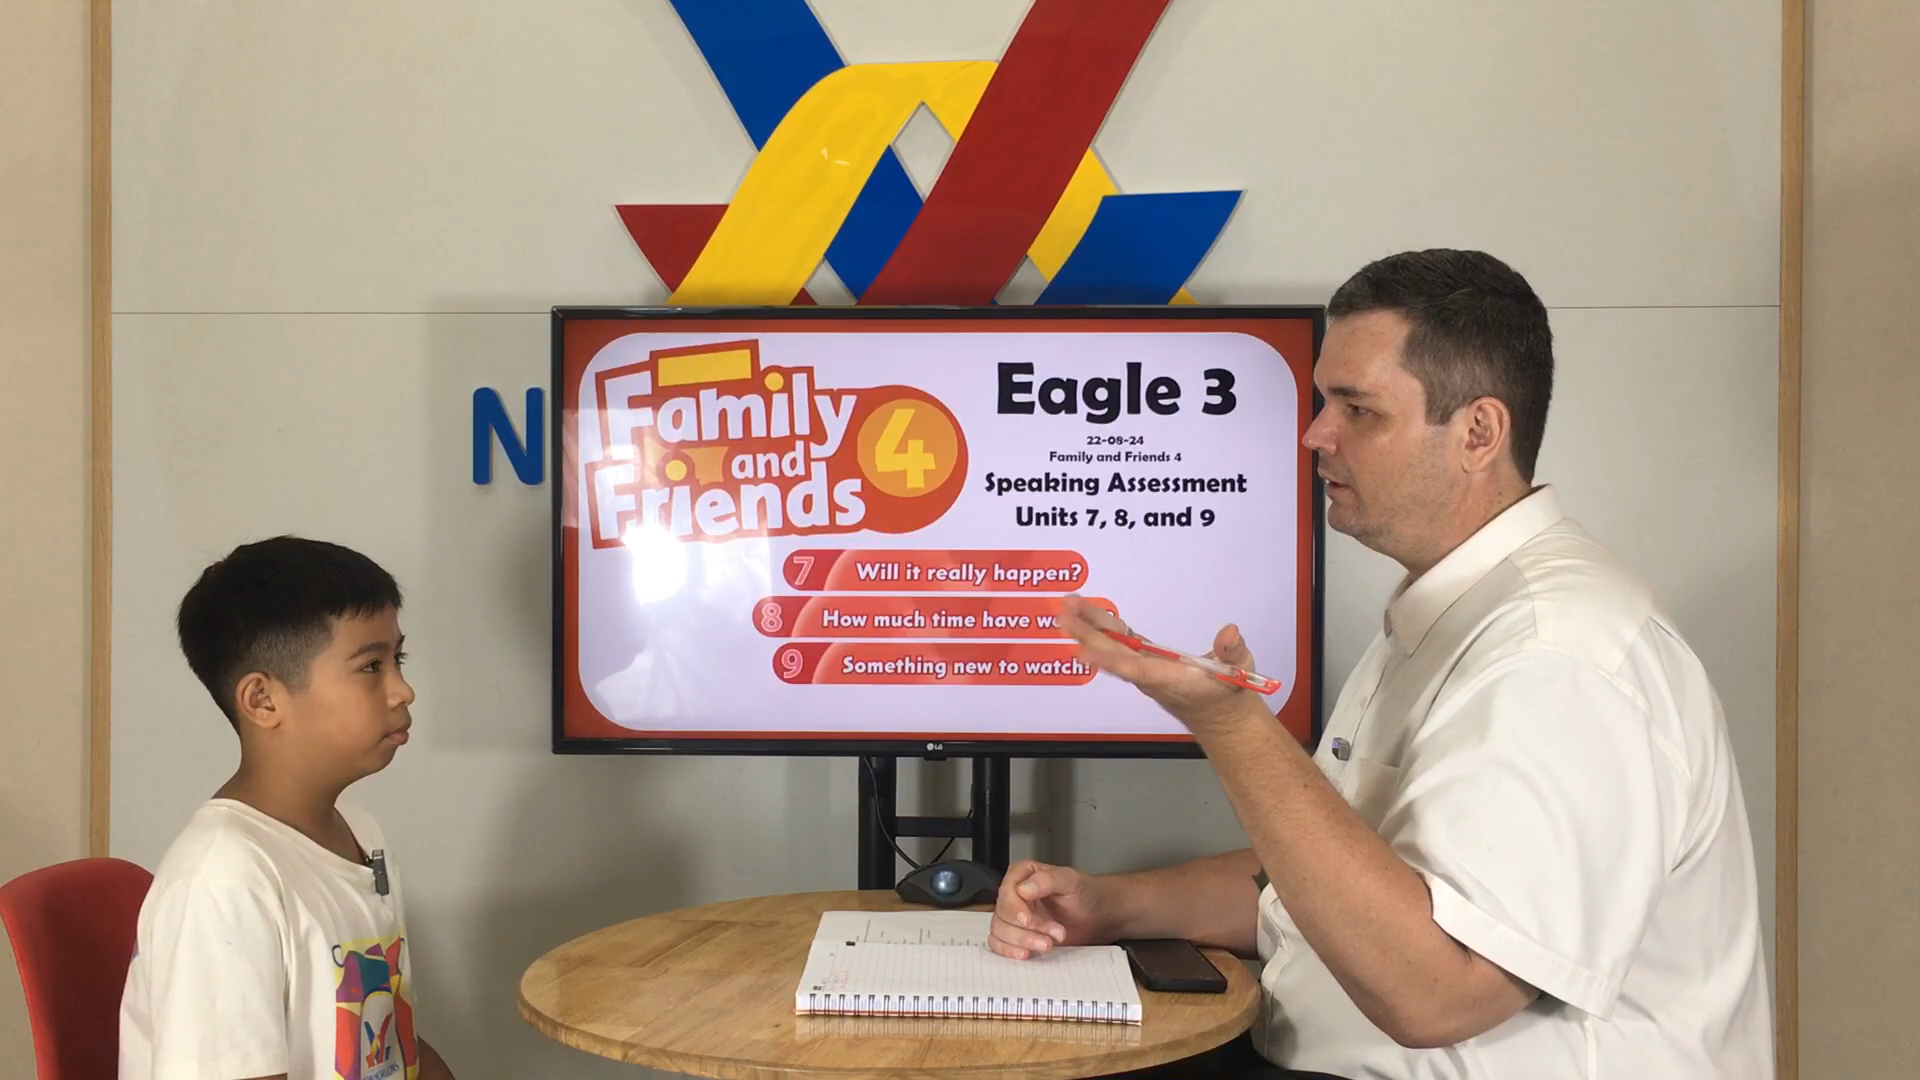 N
Family
and
Friends
4
Eagle 3
22-08-24
Family and Friends 4
Speaking Assessment
Units 7, 8, and 9
7 Will it really happen?
8 How much time have we
9 Something new to watch!
LG